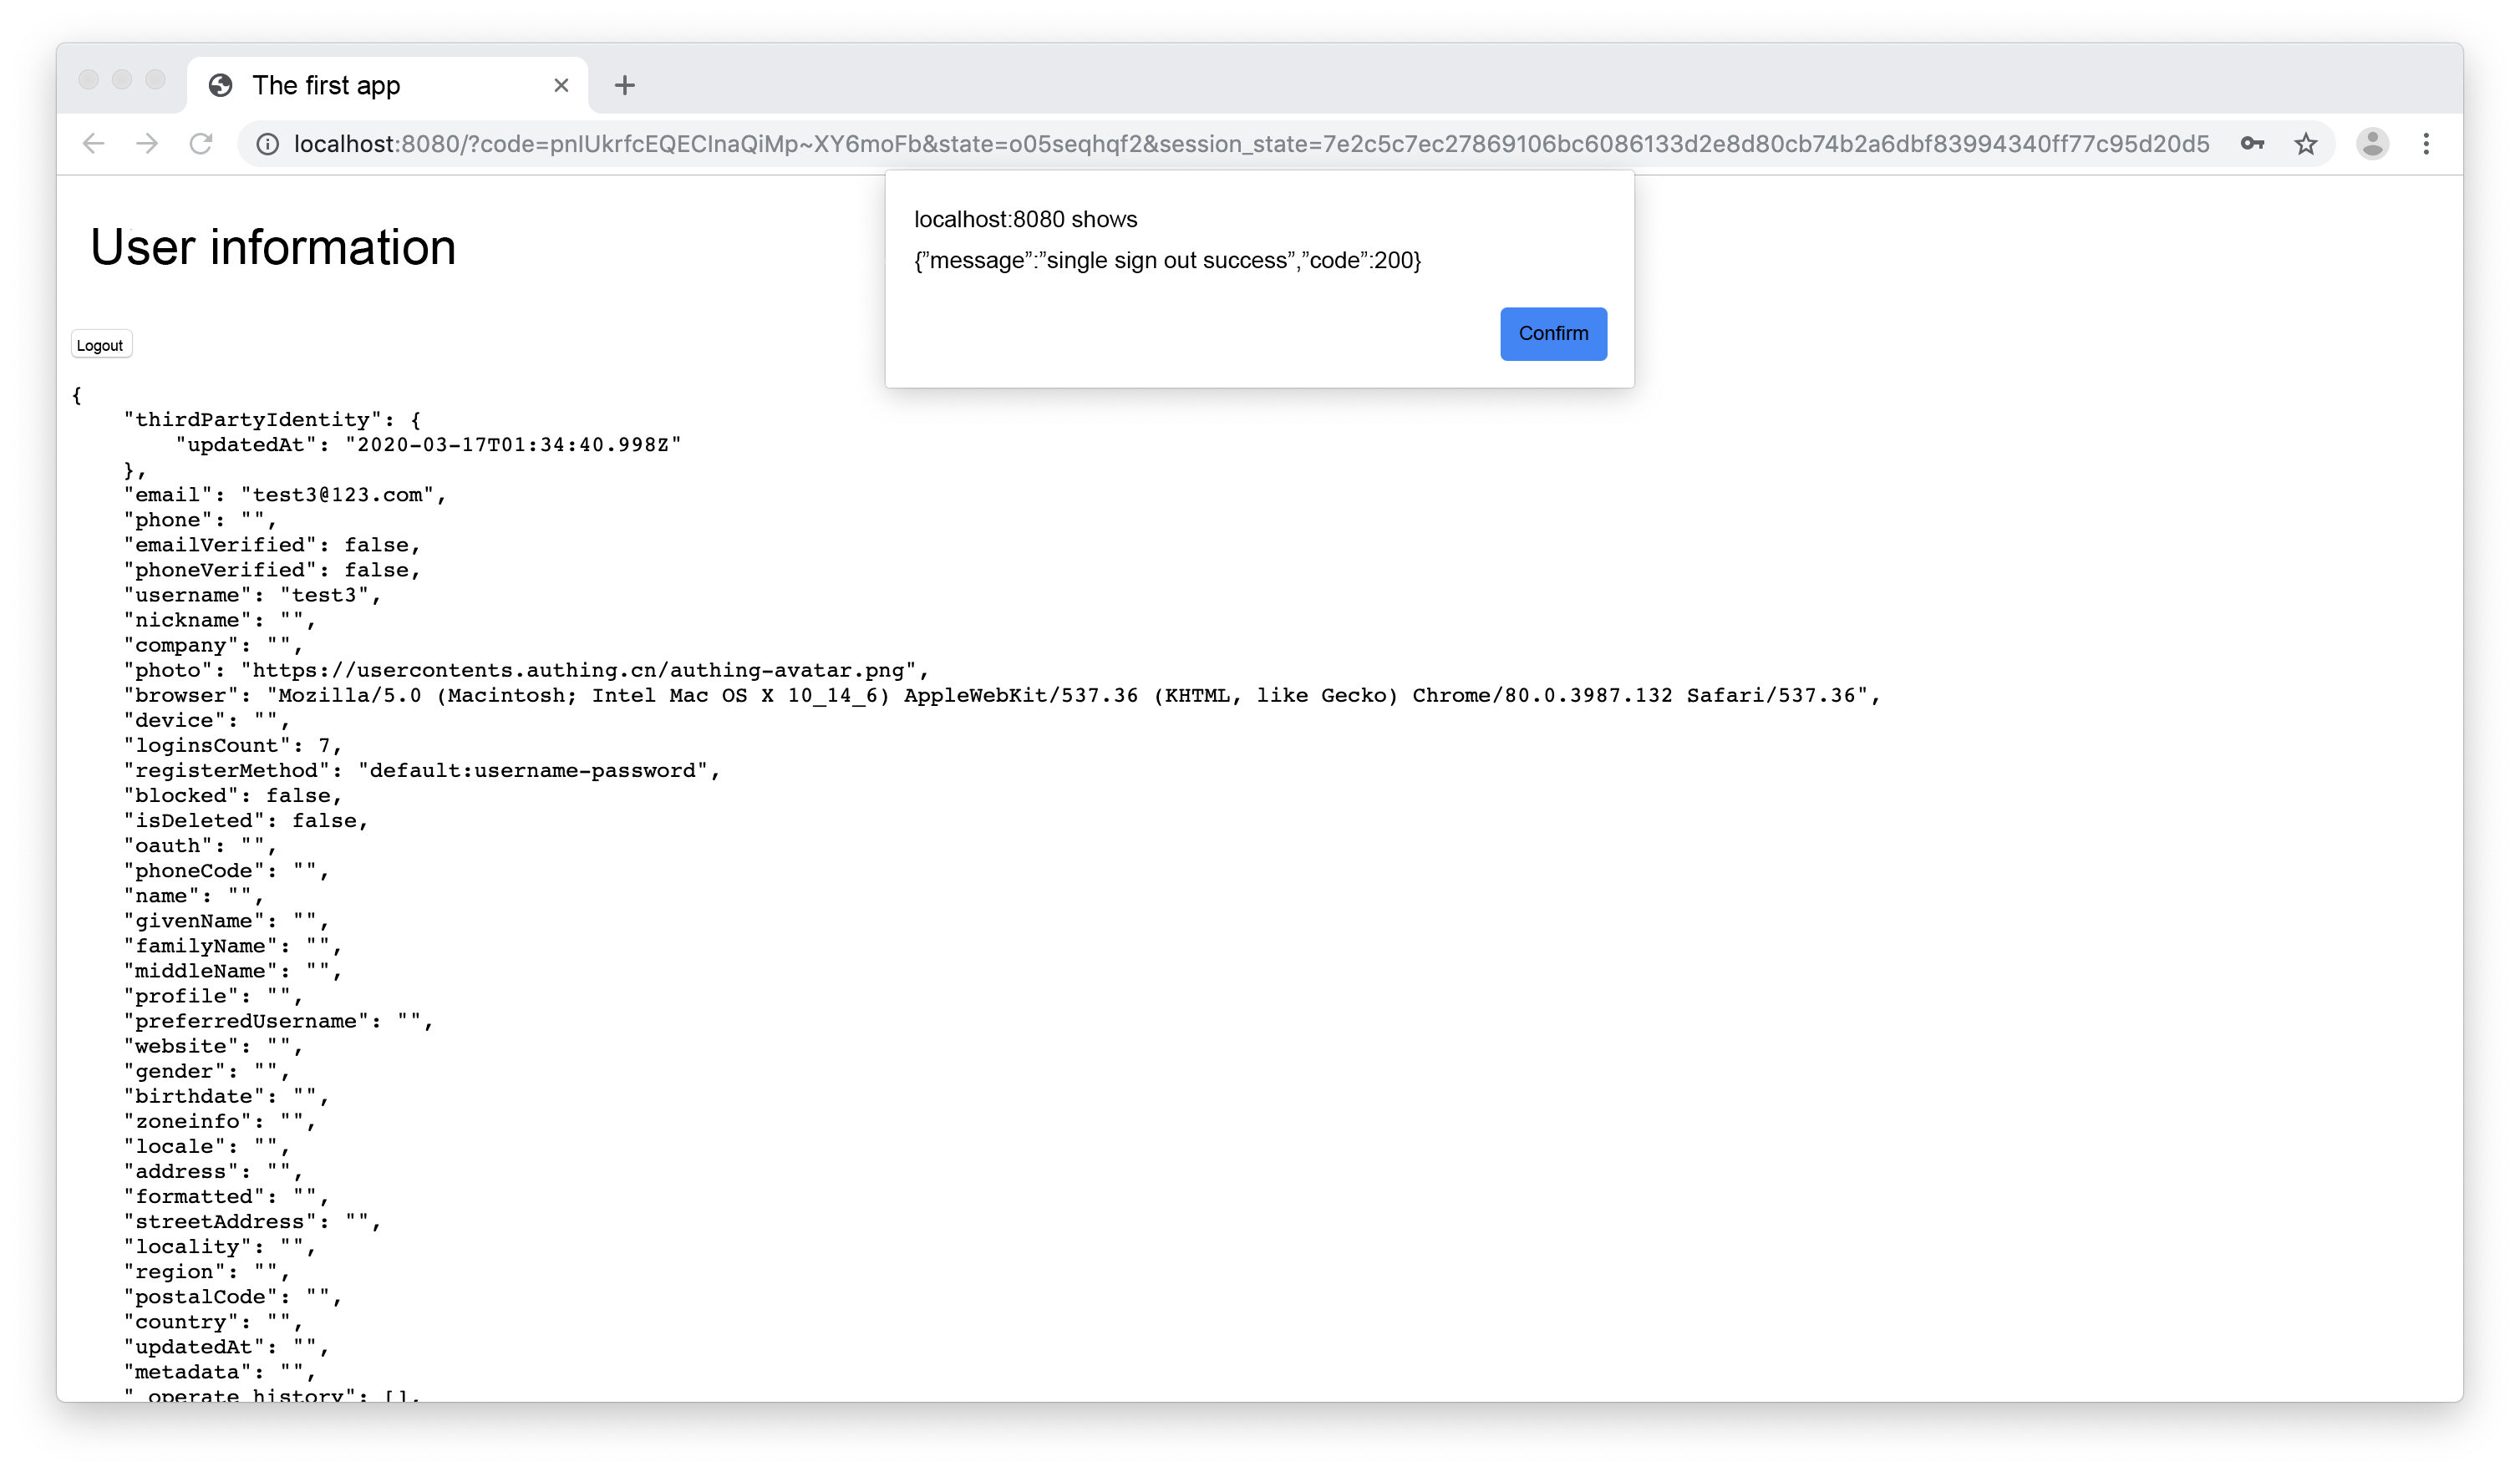 The first app
localhost:8080/?code=pnIUkrfcEQECInaQiMp~XY6moFb&state=o05seqhqf2&session_state=7e2c5c7ec27869106bc6086133d2e8d80cb74b2a6dbf83994340ff77c95d20d5
localhost:8080 shows
{”message”:”single sign out success”,”code”:200}
Confirm
User information
Logout
{
    "thirdPartyIdentity": {
        "updatedAt": "2020-03-17T01:34:40.998Z"
    },
    "email": "test3@123.com",
    "phone": "",
    "emailVerified": false,
    "phoneVerified": false,
    "username": "test3",
    "nickname": "",
    "company": "",
    "photo": "https://usercontents.authing.cn/authing-avatar.png",
    "browser": "Mozilla/5.0 (Macintosh; Intel Mac OS X 10_14_6) AppleWebKit/537.36 (KHTML, like Gecko) Chrome/80.0.3987.132 Safari/537.36",
    "device": "",
    "loginsCount": 7,
    "registerMethod": "default:username-password",
    "blocked": false,
    "isDeleted": false,
    "oauth": "",
    "phoneCode": "",
    "name": "",
    "givenName": "",
    "familyName": "",
    "middleName": "",
    "profile": "",
    "preferredUsername": "",
    "website": "",
    "gender": "",
    "birthdate": "",
    "zoneinfo": "",
    "locale": "",
    "address": "",
    "formatted": "",
    "streetAddress": "",
    "locality": "",
    "region": "",
    "postalCode": "",
    "country": "",
    "updatedAt": "",
    "metadata": "",
    "_operate_history": [],